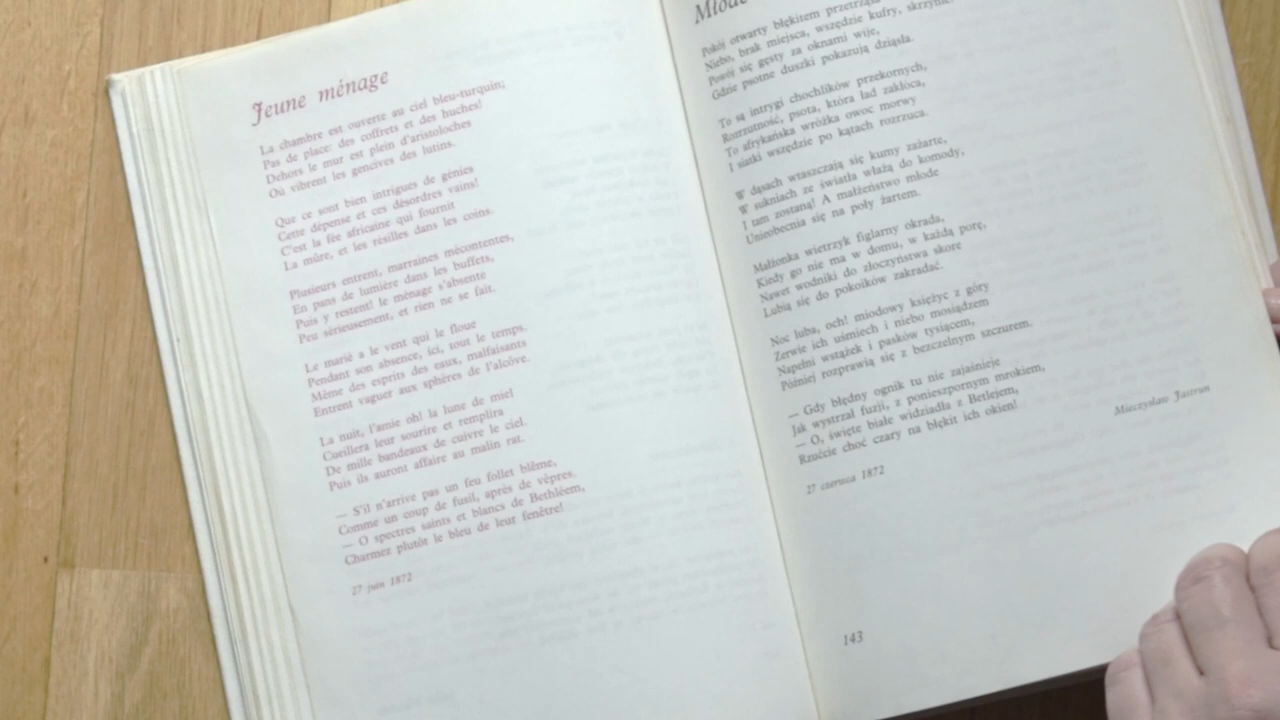 Jeune ménage
La chambre est ouverte au ciel bleu-turquin;
Pas de place: des coffrets et des huches!
Dehors le mur est plein d'aristoloches
Où vibrent les gencives des lutins.
Que ce sont bien intrigues de génies
Cette dépense et ces désordres vains!
C'est la fée africaine qui fournit
La mûre, et les résilles dans les coins.
Plusieurs entrent, marraines mécontentes,
En pans de lumière dans les buffets,
Puis y restent! le ménage s'absente
Peu sérieusement, et rien ne se fait.
Le marié a le vent qui le floue
Pendant son absence, ici, tout le temps.
Même des esprits des eaux, malfaisants
Entrent vaguer aux sphères de l'alcôve.
La nuit, l'amie oh! la lune de miel
Cueillera leur sourire et remplira
De mille bandeaux de cuivre le ciel.
Puis ils auront affaire au malin rat.
— S'il n'arrive pas un feu follet blême,
Comme un coup de fusil, après de vêpres.
— O spectres saints et blancs de Bethléem,
Charmez plutôt le bleu de leur fenêtre!
27 juin 1872
Pokój otwarty błękitem przetrząsa
Niebo, brak miejsca, wszędzie kufry, skrzynie.
Powój się gęsty za oknami wije,
Gdzie psotne duszki pokazują dziąsła.
To są intrygi chochlików przekornych,
Rozrzutność, psota, która ład zakłóca,
To afrykańska wróżka owoc morwy
I siatki wszędzie po kątach rozrzuca.
W dąsach wtaszczają się kumy zażarte,
W sukniach ze światła włażą do komody,
I tam zostaną! A małżeństwo młode
Unieobecnia się na poły żartem.
Małżonka wietrzyk figlarny okrada,
Kiedy go nie ma w domu, w każdą porę,
Nawet wodniki do złoczyństwa skore
Lubią się do pokoików zakradać.
Noc luba, och! miodowy księżyc z góry
Zerwie ich uśmiech i niebo mosiądzem
Napełni wstążek i pasków tysiącem,
Później rozprawią się z bezczelnym szczurem.
— Gdy błędny ognik tu nie zajaśnieje
Jak wystrzał fuzji, z ponieszpornym mrokiem,
— O, święte białe widziadła z Betlejem,
Rzućcie choć czary na błękit ich okien!
Mieczysław Jastrun
27 czerwca 1872
143